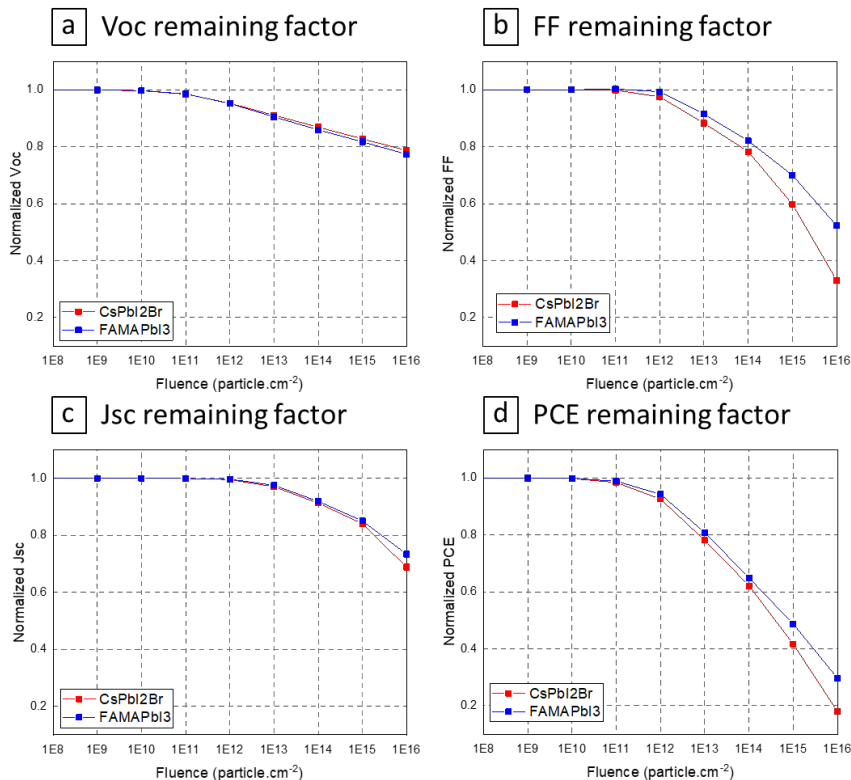 a Voc remaining factor
1.0
0.8
0.6
0.4
0.2
Normalized Voc
CsPbI2Br
FAMAPbI3
1E8 1E9 1E10 1E11 1E12 1E13 1E14 1E15 1E16
Fluence (particle.cm-2)
b FF remaining factor
1.0
0.8
0.6
0.4
0.2
Normalized FF
CsPbI2Br
FAMAPbI3
1E8 1E9 1E10 1E11 1E12 1E13 1E14 1E15 1E16
Fluence (particle.cm-2)
c Jsc remaining factor
1.0
0.8
0.6
0.4
0.2
Normalized Jsc
CsPbI2Br
FAMAPbI3
1E8 1E9 1E10 1E11 1E12 1E13 1E14 1E15 1E16
Fluence (particle.cm-2)
d PCE remaining factor
1.0
0.8
0.6
0.4
0.2
Normalized PCE
CsPbI2Br
FAMAPbI3
1E8 1E9 1E10 1E11 1E12 1E13 1E14 1E15 1E16
Fluence (particle.cm-2)